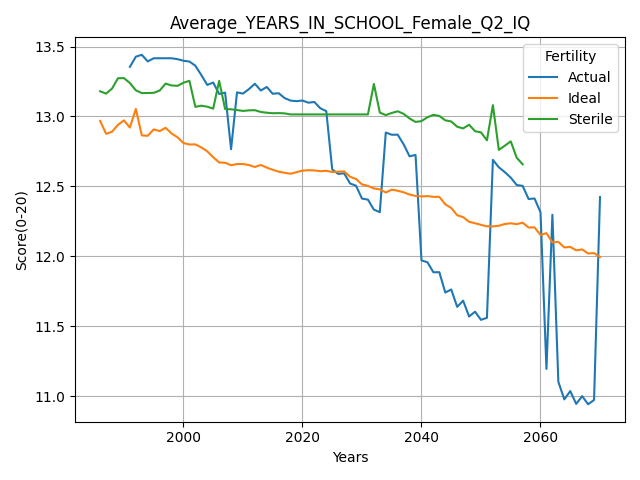 Average_YEARS_IN_SCHOOL_Female_Q2_IQ
Fertility
Actual
Ideal
Sterile
Score(0-20)
13.5
13.0
12.5
12.0
11.5
11.0
2000
2020
2040
2060
Years